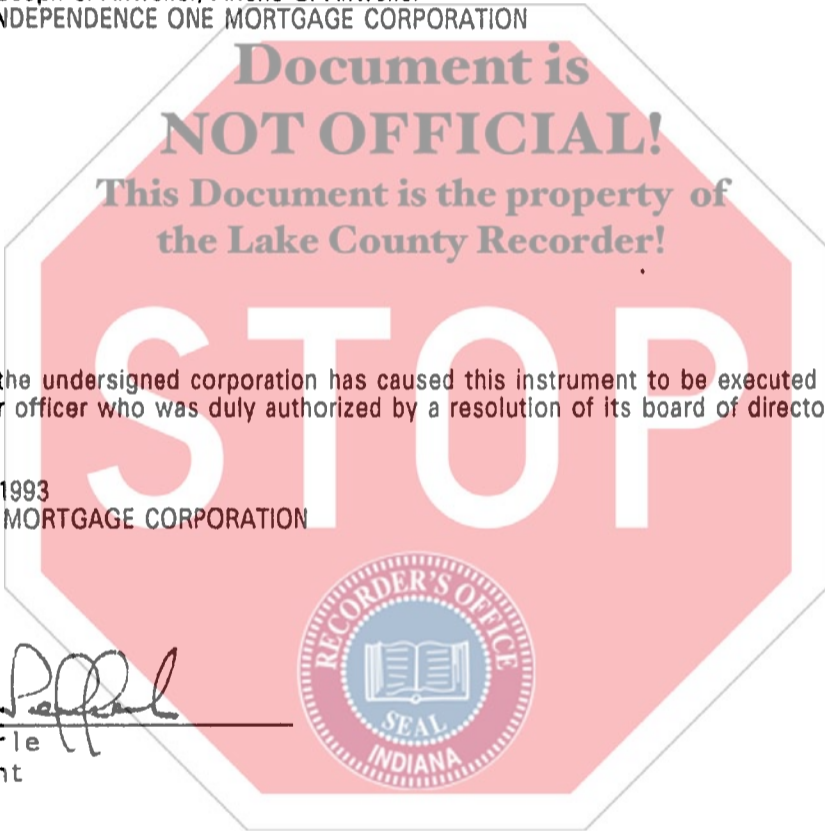 NDEPENDENCE ONE MORTGAGE CORPORATION
Document is
NOT OFFICIAL!
This Document is the property of
the Lake County Recorder!
STOP
the undersigned corporation has caused this instrument to be executed
r officer who was duly authorized by a resolution of its board of directo
1993
MORTGAGE CORPORATION
RECORDER'S OFFICE
SEAL
INDIANA
rle
nt